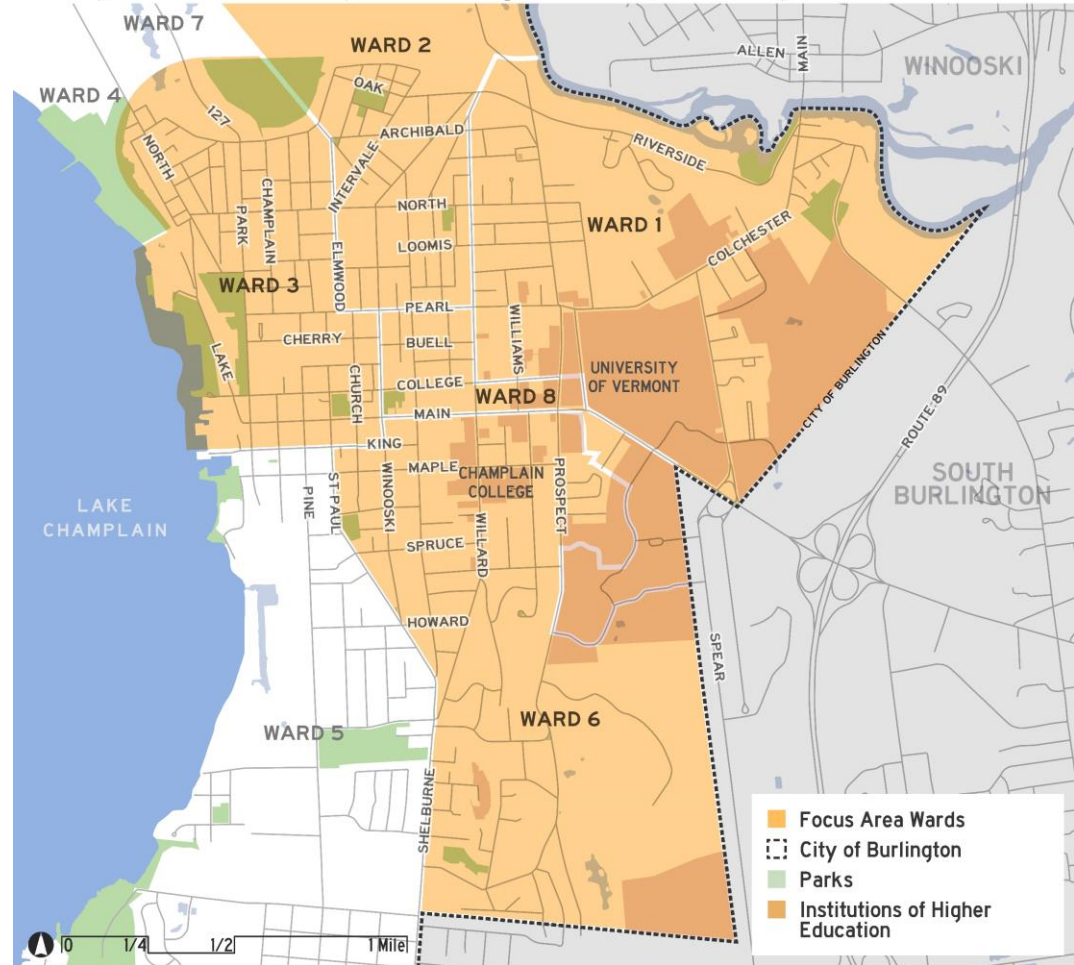 WARD 7
WARD 2
ALLEN
MAIN
WINOOSKI
WARD 4
OAK
127
ARCHIBALD
NORTH
RIVERSIDE
INTERVALE
CHAMPLAIN
PARK
NORTH
WARD 1
COLCHESTER
LOOMIS
ELMWOOD
WARD 3
PEARL
WILLIAMS
CHERRY
BUELL
LAKE
UNIVERSITY
OF VERMONT
CITY OF BURLINGTON
CHURCH
COLLEGE
WARD 8
MAIN
ROUTE 89
KING
MAPLE
CHAMPLAIN
COLLEGE
PROSPECT
SOUTH
BURLINGTON
WINOOSKI
ST PAUL
PINE
LAKE
CHAMPLAIN
WILLARD
SPRUCE
HOWARD
SPEAR
WARD 6
WARD 5
SHELBURNE
Focus Area Wards
City of Burlington
Parks
Institutions of Higher
Education
0 1/4 1/2 1 Mile